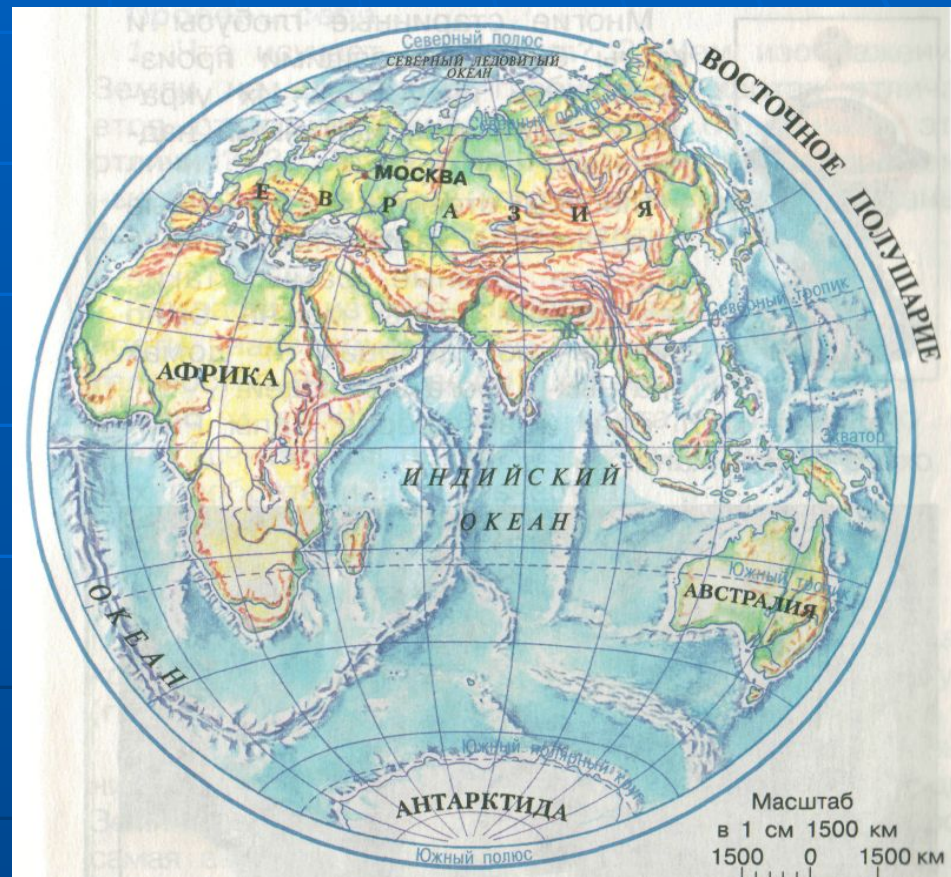 Северный полюс
СЕВЕРНЫЙ ЛЕДОВИТЫЙ
ОКЕАН
ВОСТОЧНОЕ ПОЛУШАРИЕ
МОСКВА
ЕВРАЗИЯ
Северный тропик
АФРИКА
Экватор
ИНДИЙСКИЙ
ОКЕАН
Южный тропик
АВСТРАЛИЯ
ОКЕАН
Южный полярный круг
АНТАРКТИДА
Южный полюс
Масштаб
в 1 см 1500 км
1500 0 1500 км